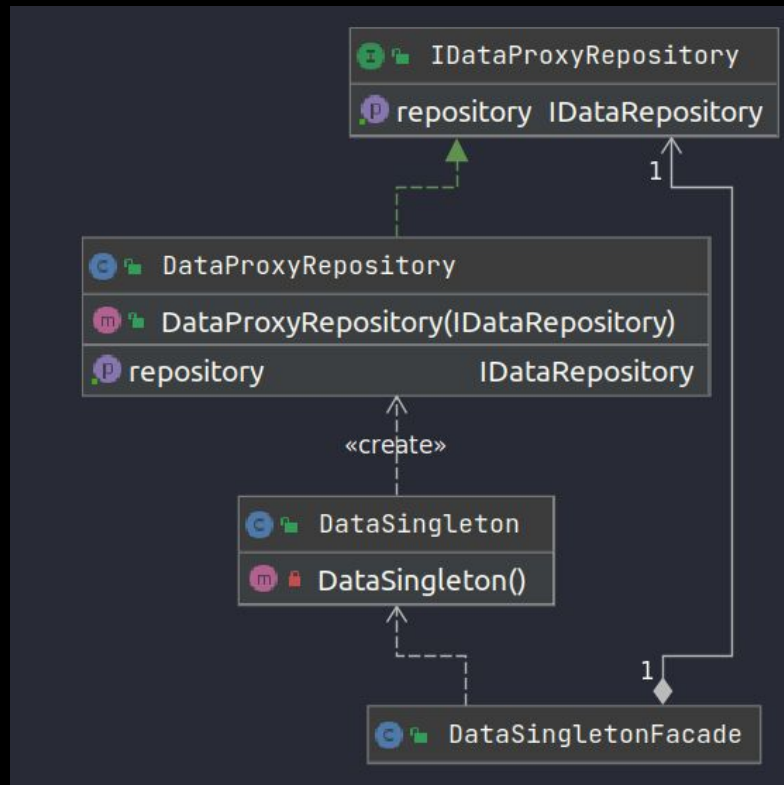 I IDataProxyRepository
p repository IDataRepository
1
C DataProxyRepository
m DataProxyRepository(IDataRepository)
p repository IDataRepository
«create»
C DataSingleton
m DataSingleton()
1
C DataSingletonFacade